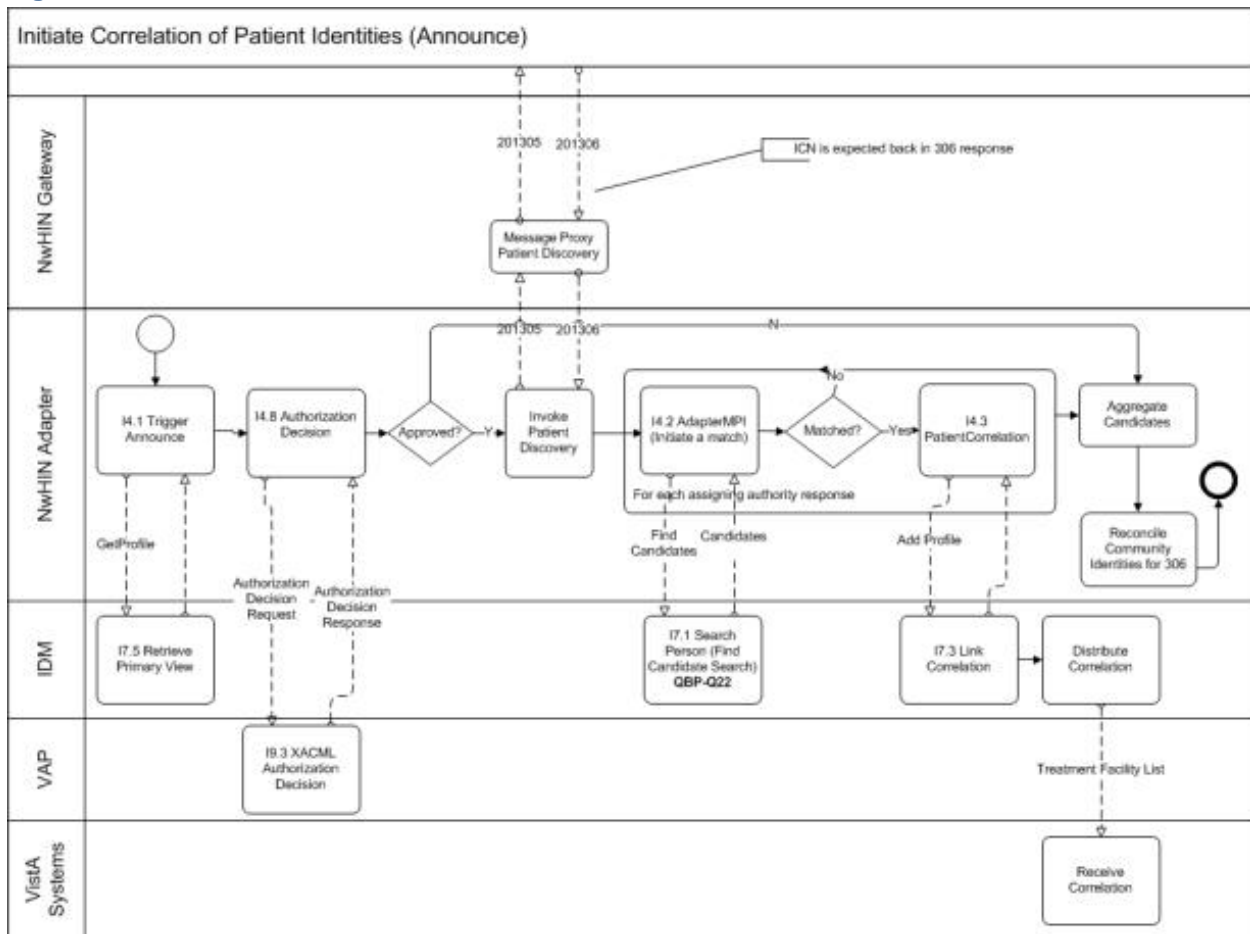 Initiate Correlation of Patient Identities (Announce)
NwHIN Gateway
201305
201306
ICN is expected back in 306 response
Message Proxy
Patient Discovery
NwHIN Adapter
201305
201306
N
I4.1 Trigger
Announce
I4.8 Authorization
Decision
Approved?
Y
Invoke
Patient
Discovery
I4.2 AdapterMPI
(Initiate a match)
Matched?
No
Yes
I4.3
PatientCorrelation
For each assigning authority response
Aggregate
Candidates
Reconcile
Community
Identities for 306
GetProfile
Authorization
Decision
Request
Authorization
Decision
Response
Find
Candidates
Candidates
Add Profile
IDM
I7.5 Retrieve
Primary View
I7.1 Search
Person (Find
Candidate Search)
QBP-Q22
I7.3 Link
Correlation
Distribute
Correlation
VAP
I9.3 XACML
Authorization
Decision
Treatment Facility List
VistA
Systems
Receive
Correlation